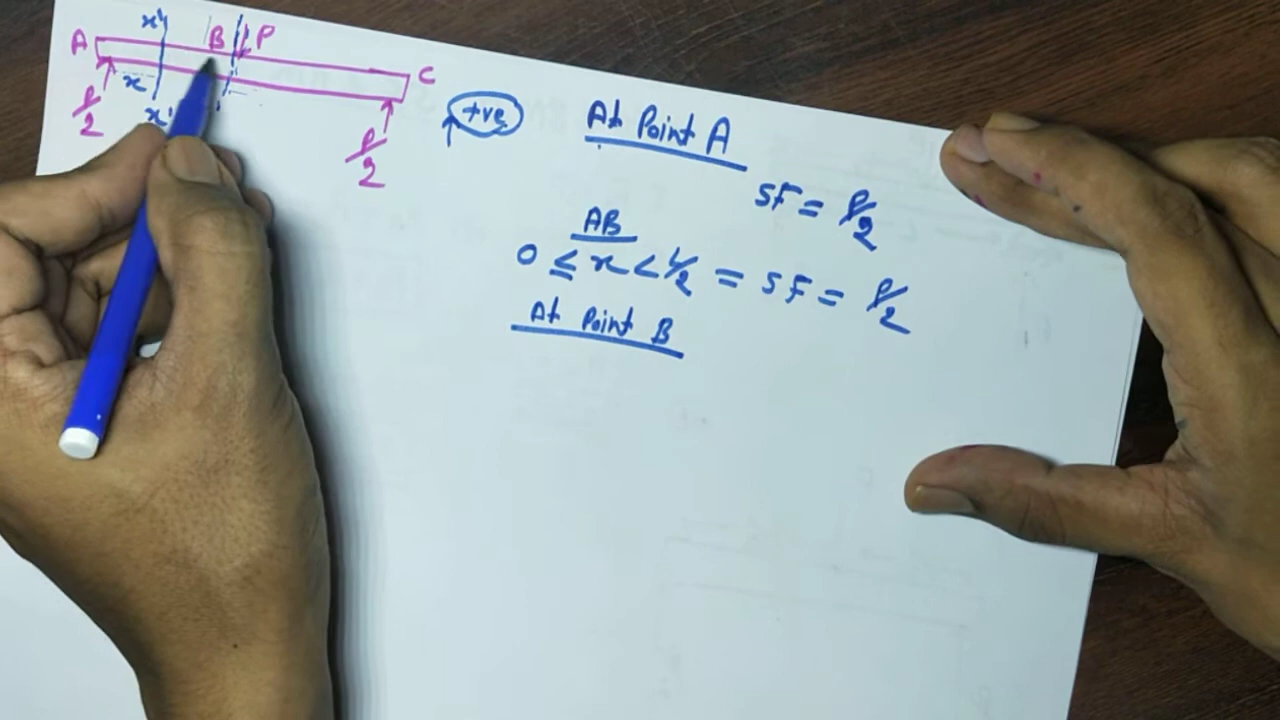 A x' B P C
x
P/2 x' P/2
+ve
At Point A
SF = P/2
AB
0 ≤ x < L/2 = SF = P/2
At Point B